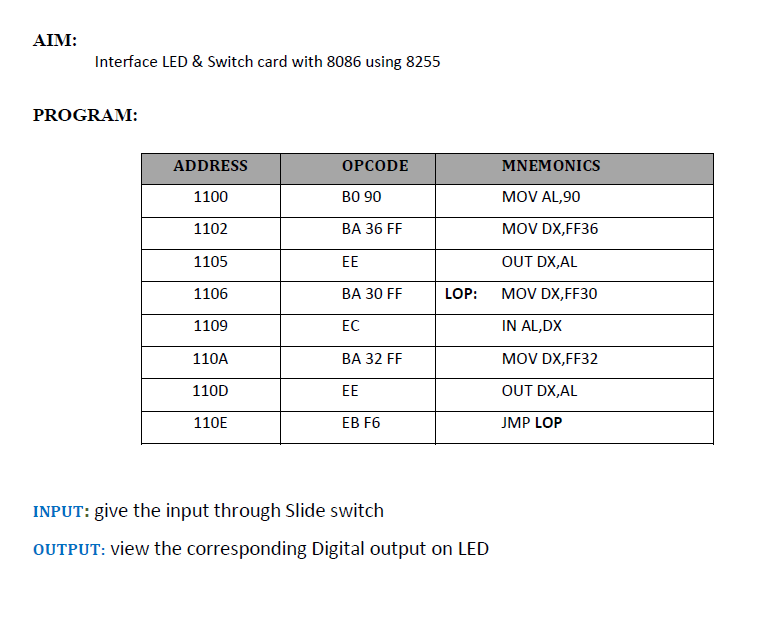 AIM:
Interface LED & Switch card with 8086 using 8255
PROGRAM:
ADDRESS OPCODE MNEMONICS
1100 B0 90 MOV AL,90
1102 BA 36 FF MOV DX,FF36
1105 EE OUT DX,AL
1106 BA 30 FF LOP: MOV DX,FF30
1109 EC IN AL,DX
110A BA 32 FF MOV DX,FF32
110D EE OUT DX,AL
110E EB F6 JMP LOP
INPUT: give the input through Slide switch
OUTPUT: view the corresponding Digital output on LED